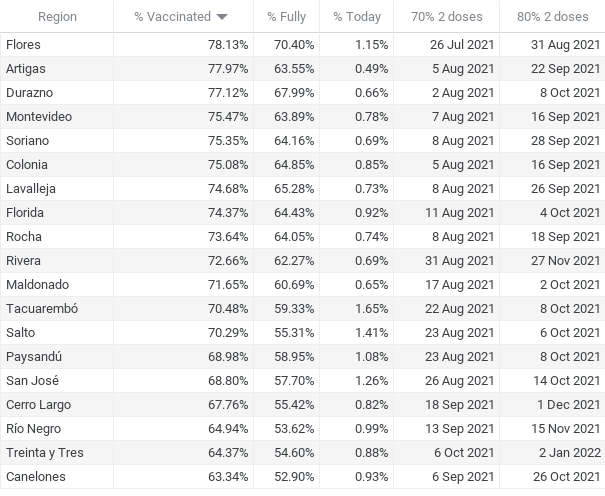 Region % Vaccinated % Fully % Today 70% 2 doses 80% 2 doses
Flores 78.13% 70.40% 1.15% 26 Jul 2021 31 Aug 2021
Artigas 77.97% 63.55% 0.49% 5 Aug 2021 22 Sep 2021
Durazno 77.12% 67.99% 0.66% 2 Aug 2021 8 Oct 2021
Montevideo 75.47% 63.89% 0.78% 7 Aug 2021 16 Sep 2021
Soriano 75.35% 64.16% 0.69% 8 Aug 2021 28 Sep 2021
Colonia 75.08% 64.85% 0.85% 5 Aug 2021 16 Sep 2021
Lavalleja 74.68% 65.28% 0.73% 8 Aug 2021 26 Sep 2021
Florida 74.37% 64.43% 0.92% 11 Aug 2021 4 Oct 2021
Rocha 73.64% 64.05% 0.74% 8 Aug 2021 18 Sep 2021
Rivera 72.66% 62.27% 0.69% 31 Aug 2021 27 Nov 2021
Maldonado 71.65% 60.69% 0.65% 17 Aug 2021 2 Oct 2021
Tacuarembó 70.48% 59.33% 1.65% 22 Aug 2021 8 Oct 2021
Salto 70.29% 55.31% 1.41% 23 Aug 2021 6 Oct 2021
Paysandú 68.98% 58.95% 1.08% 23 Aug 2021 8 Oct 2021
San José 68.80% 57.70% 1.26% 26 Aug 2021 14 Oct 2021
Cerro Largo 67.76% 55.42% 0.82% 18 Sep 2021 1 Dec 2021
Río Negro 64.94% 53.62% 0.99% 13 Sep 2021 15 Nov 2021
Treinta y Tres 64.37% 54.60% 0.88% 6 Oct 2021 2 Jan 2022
Canelones 63.34% 52.90% 0.93% 6 Sep 2021 26 Oct 2021